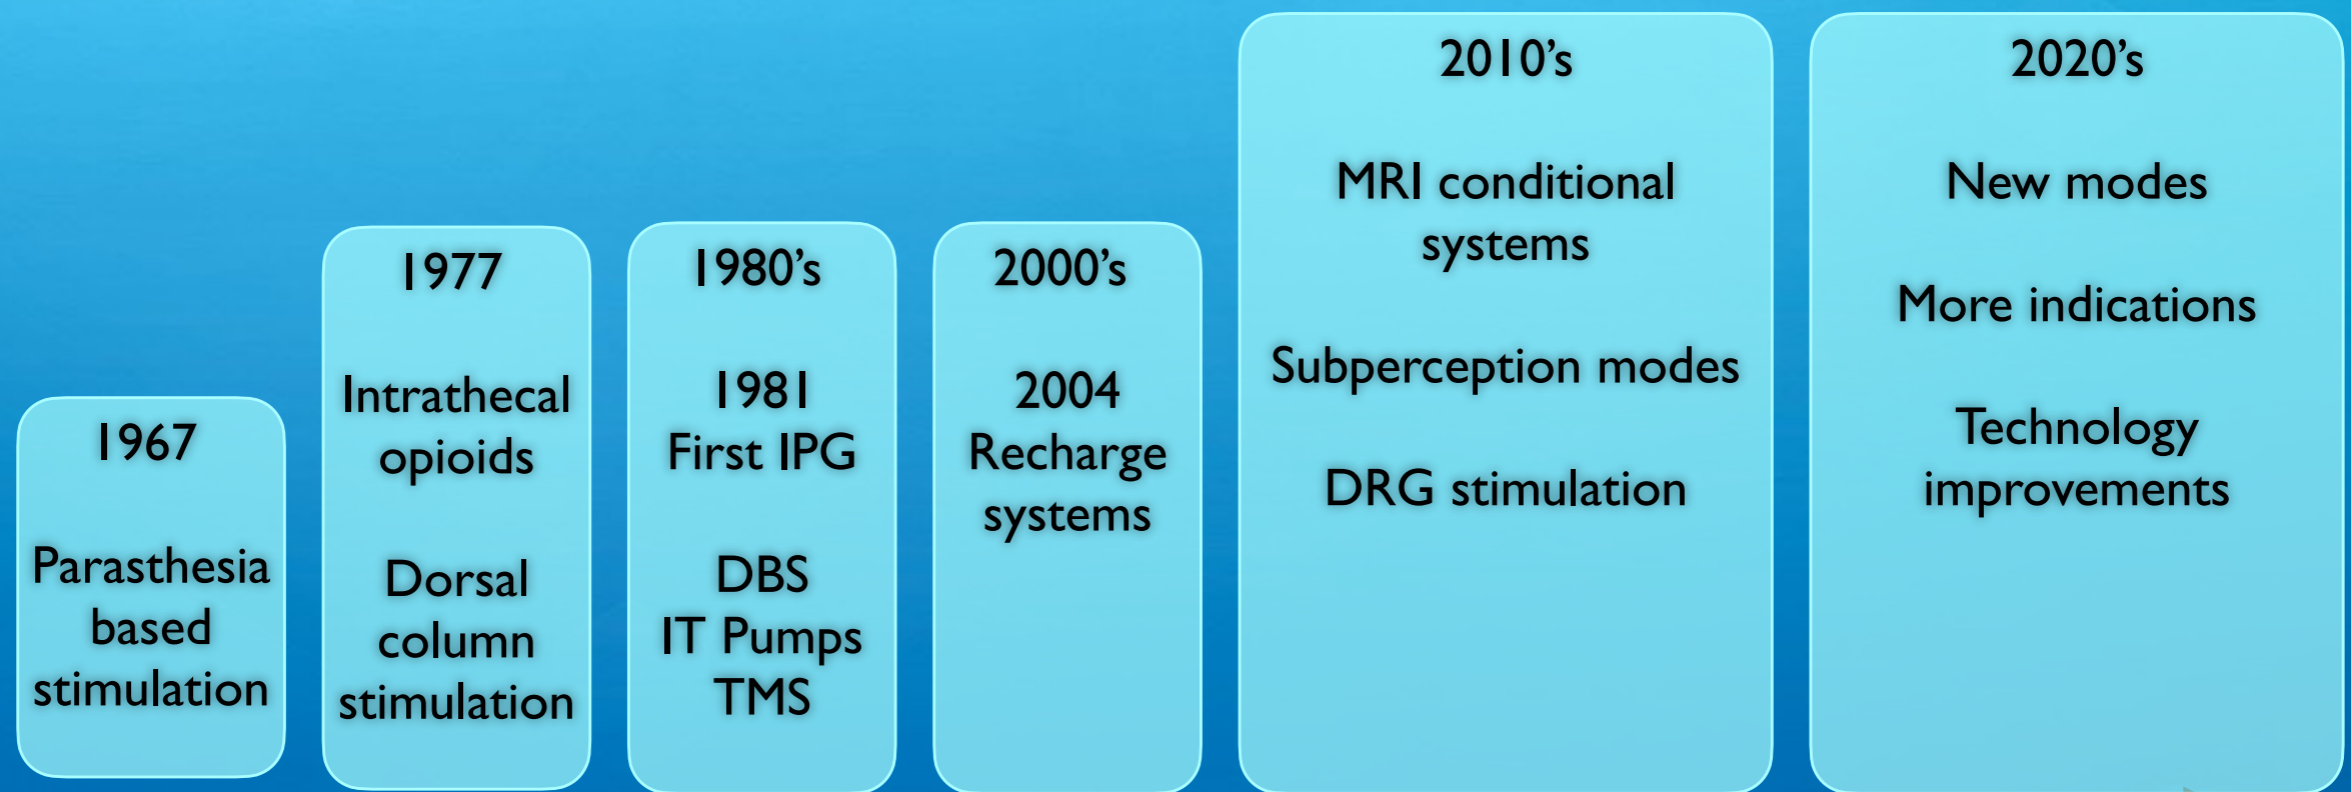 1967
Parasthesia
based
stimulation
1977
Intrathecal
opioids
Dorsal
column
stimulation
1980’s
1981
First IPG
DBS
IT Pumps
TMS
2000’s
2004
Recharge
systems
2010’s
MRI conditional
systems
Subperception modes
DRG stimulation
2020’s
New modes
More indications
Technology
improvements